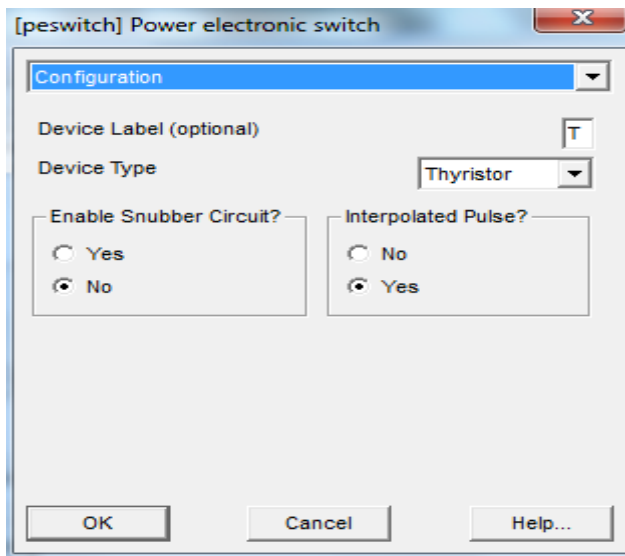 [peswitch] Power electronic switch
Configuration
Device Label (optional) T
Device Type Thyristor
Enable Snubber Circuit? Interpolated Pulse?
Yes No
No Yes
OK Cancel Help...